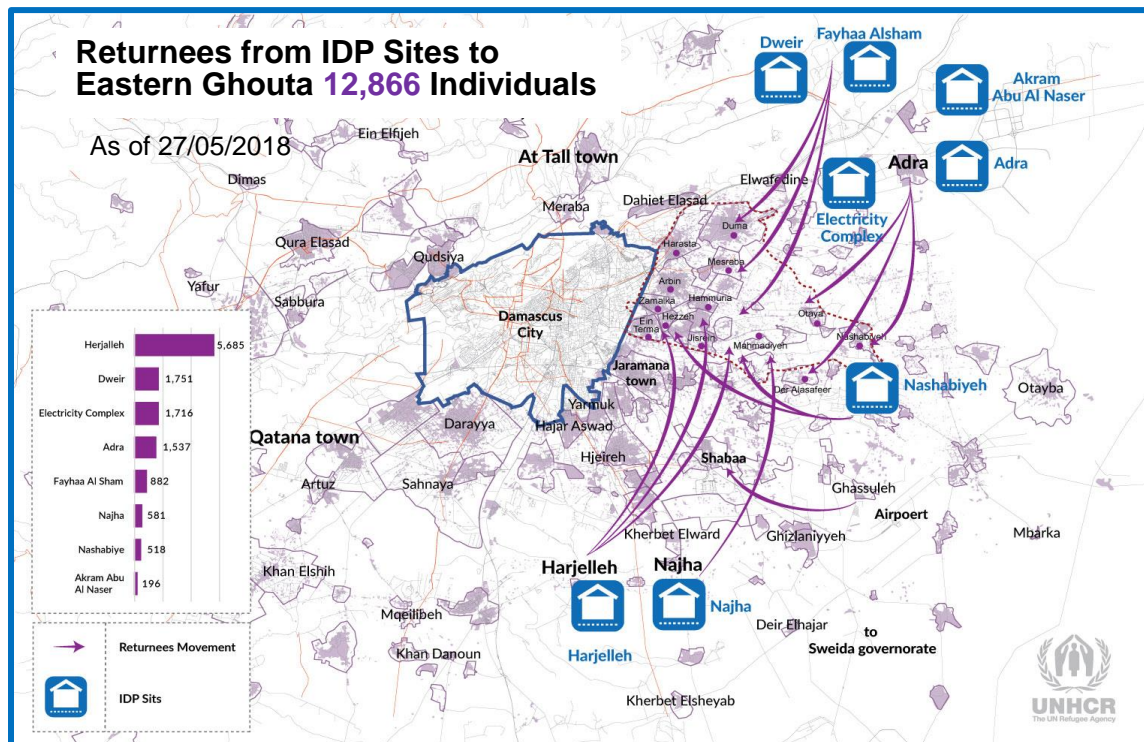 Returnees from IDP Sites to
Eastern Ghouta 12,866 Individuals
As of 27/05/2018
Dweir
Fayhaa Alsham
Akram
Abu Al Naser
Adra
Adra
Electricity
Complex
Ein Elfijeh
At Tall town
Dimas
Meraba
Dahiet Elasad
Elwafedine
Duma
Harasta
Mesreba
Qura Elasad
Qudsiya
Yafur
Sabbura
Arbin
Zamalka
Hammuria
Hezzeh
Ein
Terma
Jisrein
Mahmadiyeh
Otaya
Nashabiyeh
Damascus
City
Jaramana
town
Der Alasafeer
Nashabiyeh
Otayba
Yarmuk
Hajar Aswad
Darayya
Qatana town
Hjeireh
Shabaa
Artuz
Sahnaya
Ghassuleh
Airpoert
Mbarka
Kherbet Elward
Ghizlaniyyeh
Khan Elshih
Harjelleh
Najha
Najha
Harjelleh
Mqeilibeh
Deir Elhajar
to
Sweida governorate
Khan Danoun
Kherbet Elsheyab
Herjalleh 5,685
Dweir 1,751
Electricity Complex 1,716
Adra 1,537
Fayhaa Al Sham 882
Najha 581
Nashabiye 518
Akram Abu
Al Naser 196
Returnees Movement
IDP Sits
UNHCR
The UN Refugee Agency